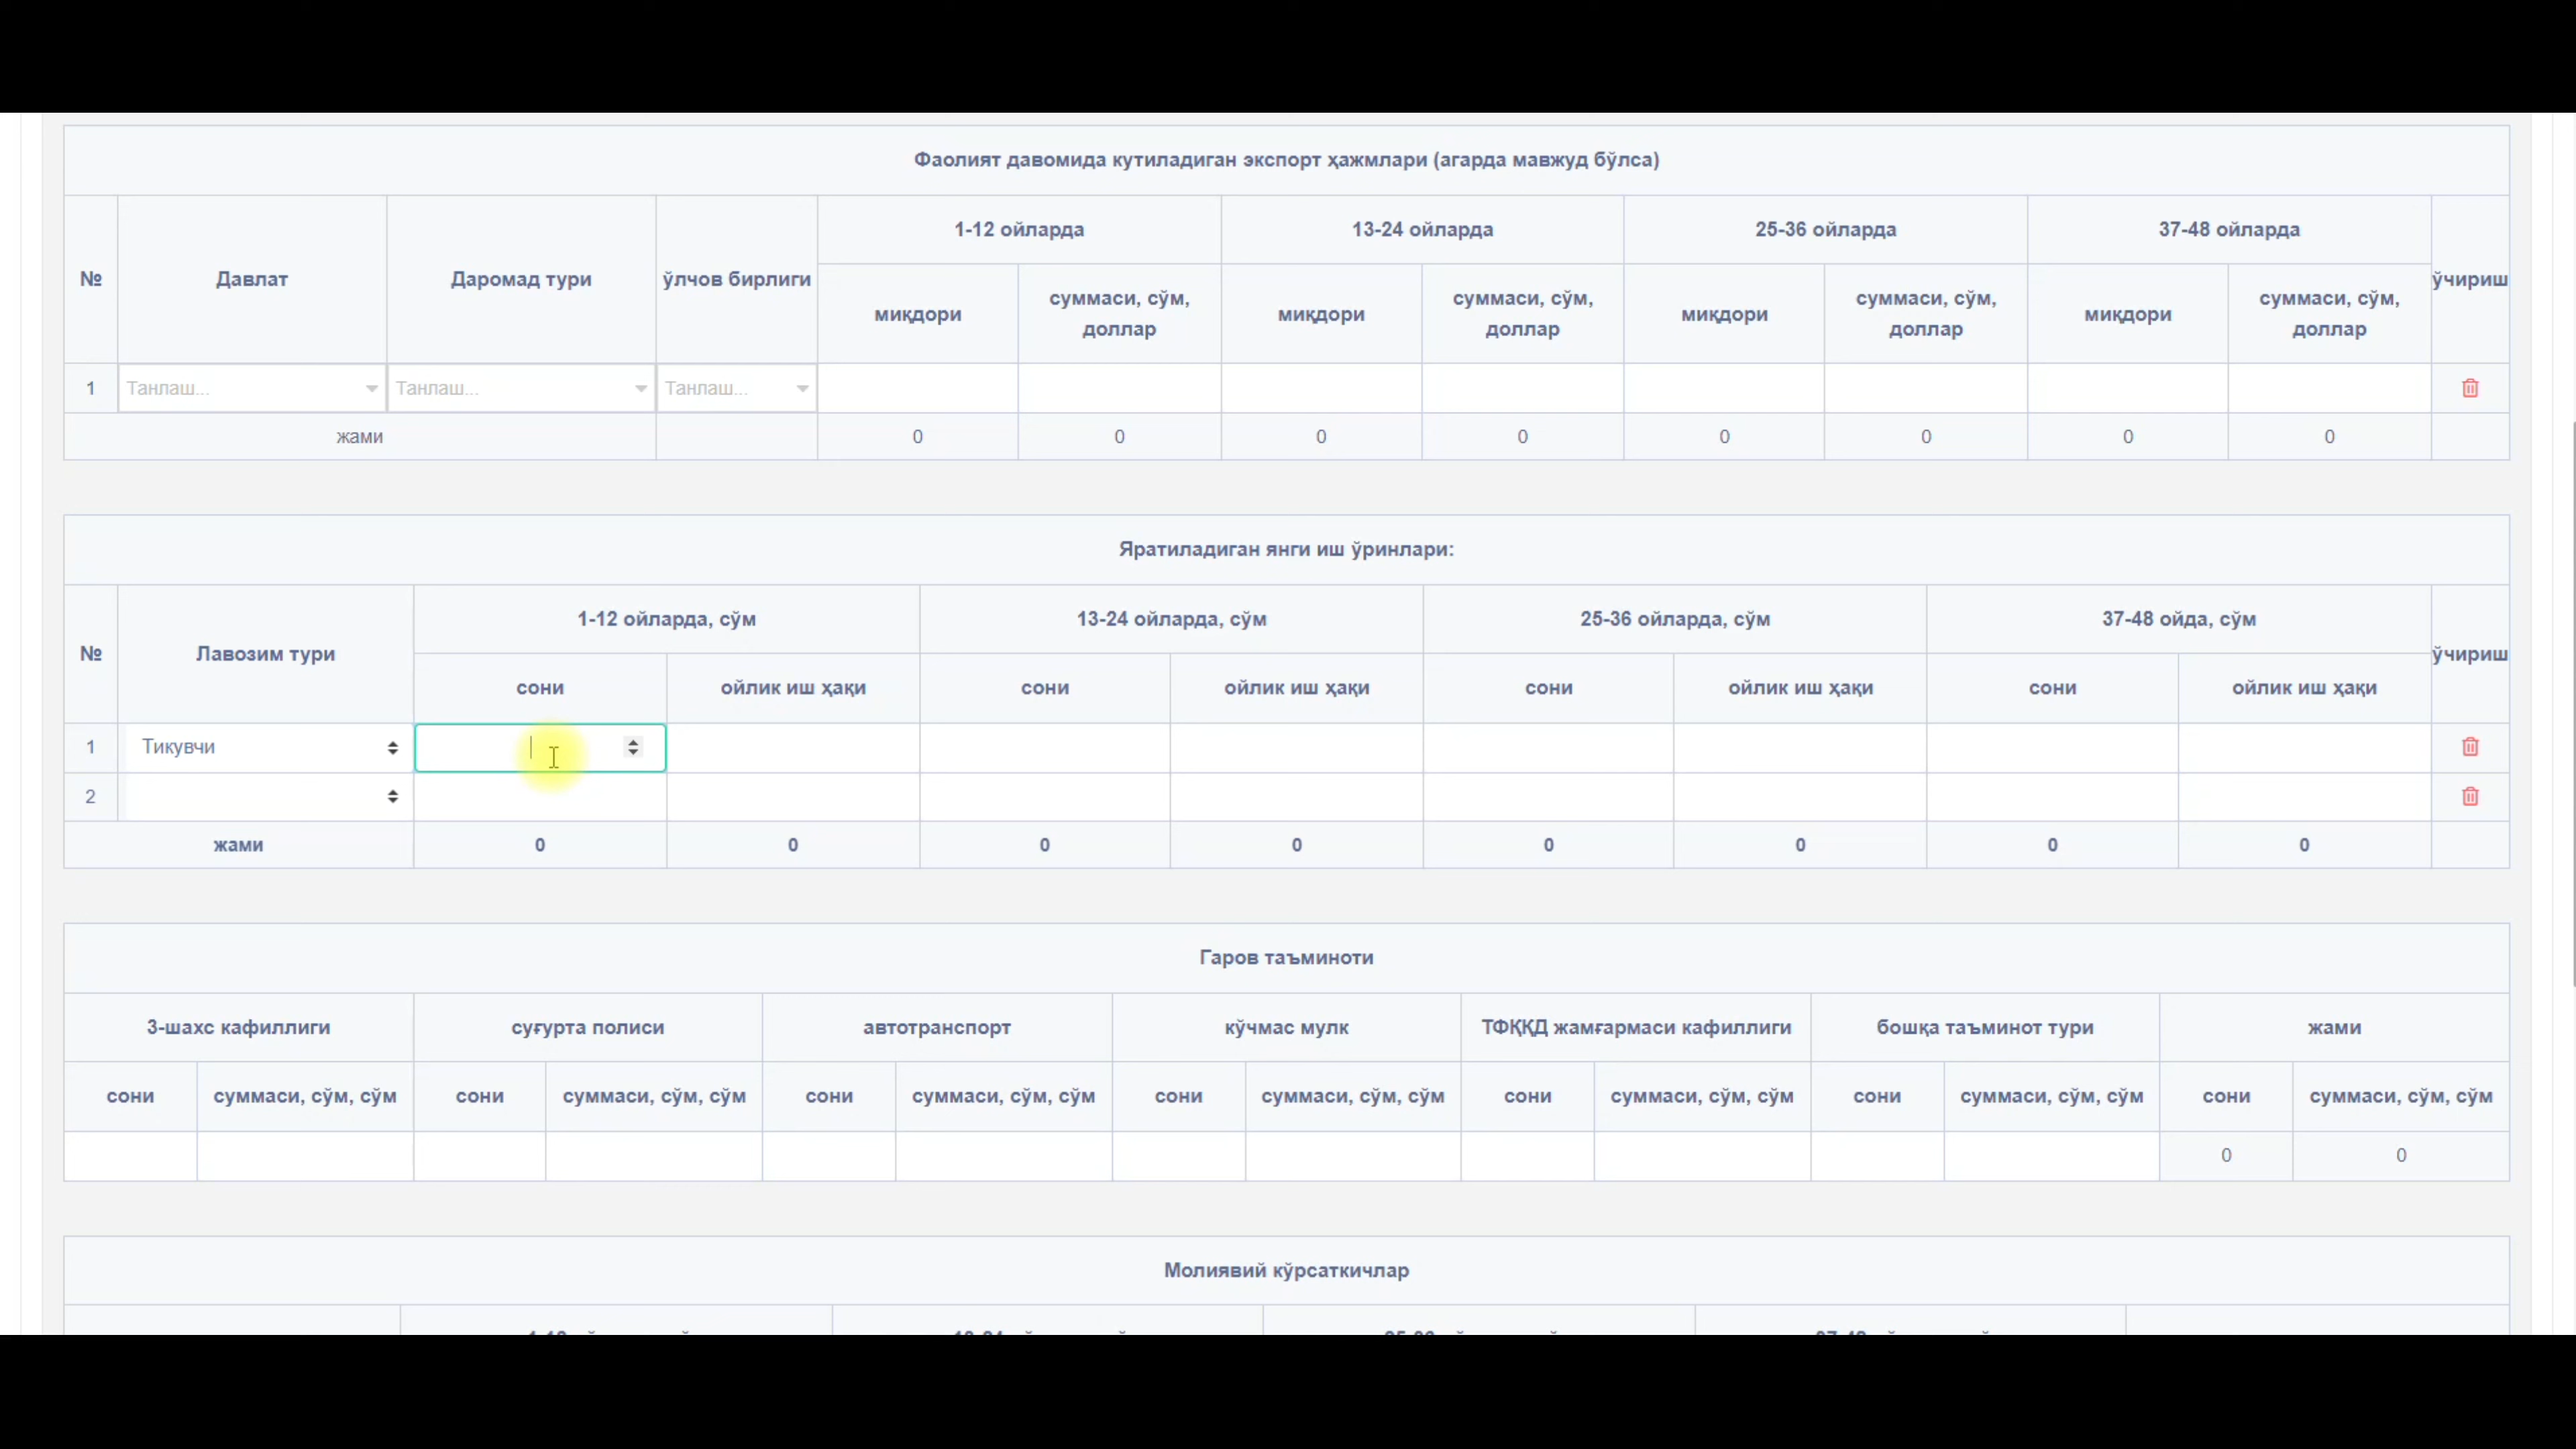 Фаолият давомида кутиладиган экспорт ҳажмлари (агарда мавжуд бўлса)
№ Давлат Даромад тури ўлчов бирлиги 1-12 ойларда 13-24 ойларда 25-36 ойларда 37-48 ойларда ўчириш
миқдори суммаси, сўм, доллар миқдори суммаси, сўм, доллар миқдори суммаси, сўм, доллар миқдори суммаси, сўм, доллар
1 Танлаш... Танлаш... Танлаш...
жами 0 0 0 0 0 0 0 0
Яратиладиган янги иш ўринлари:
№ Лавозим тури 1-12 ойларда, сўм 13-24 ойларда, сўм 25-36 ойларда, сўм 37-48 ойда, сўм ўчириш
сони ойлик иш ҳақи сони ойлик иш ҳақи сони ойлик иш ҳақи сони ойлик иш ҳақи
1 Тикувчи
2
жами 0 0 0 0 0 0 0 0
Гаров таъминоти
3-шахс кафиллиги суғурта полиси автотранспорт кўчмас мулк ТФҚҚД жамғармаси кафиллиги бошқа таъминот тури жами
сони суммаси, сўм, сўм сони суммаси, сўм, сўм сони суммаси, сўм, сўм сони суммаси, сўм, сўм сони суммаси, сўм, сўм сони суммаси, сўм, сўм сони суммаси, сўм, сўм
0 0
Молиявий кўрсаткичлар